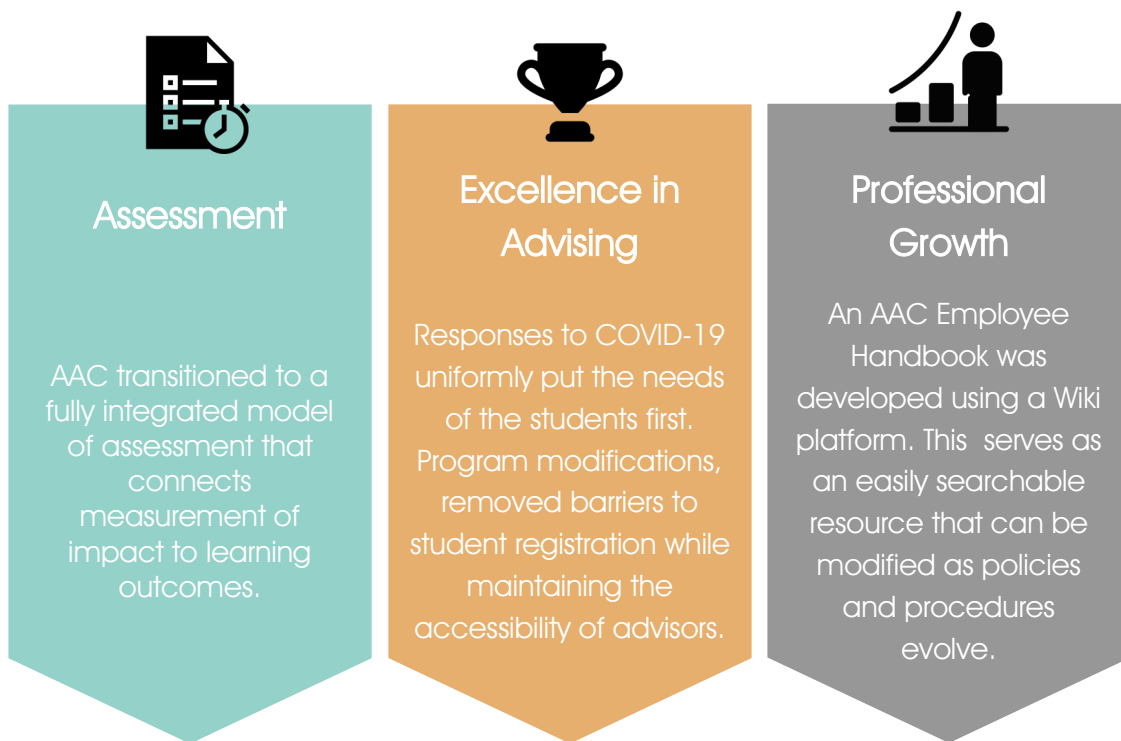 Assessment
AAC transitioned to a
fully integrated model
of assessment that
connects
measurement of
impact to learning
outcomes.
Excellence in
Advising
Responses to COVID-19
uniformly put the needs
of the students first.
Program modifications,
removed barriers to
student registration while
maintaining the
accessibility of advisors.
Professional
Growth
An AAC Employee
Handbook was
developed using a Wiki
platform. This  serves as
an easily searchable
resource that can be
modified as policies
and procedures
evolve.